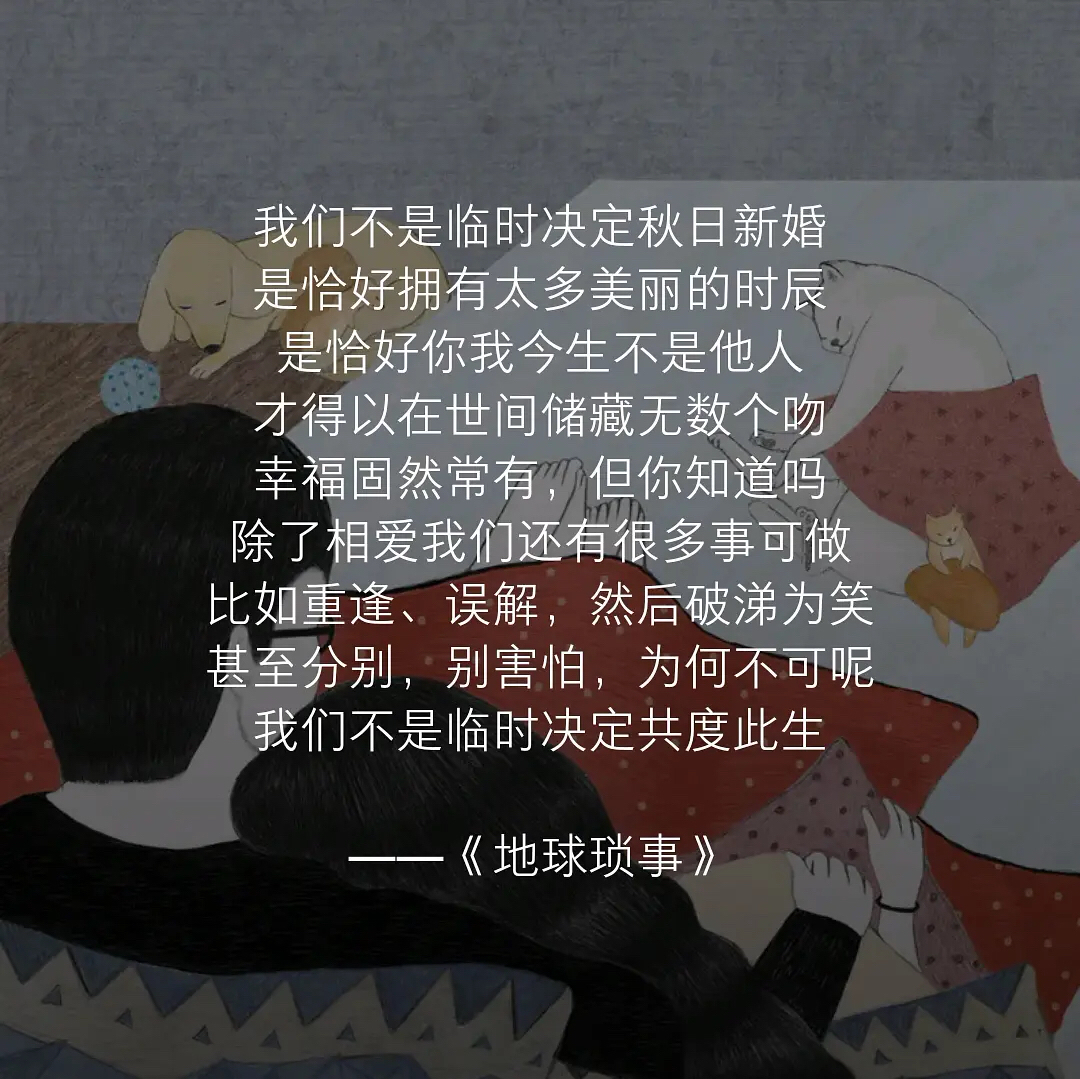 我们不是临时决定秋日新婚
是恰好拥有太多美丽的时辰
是恰好你我今生不是他人
才得以在世间储藏无数个吻
幸福固然常有，但你知道吗
除了相爱我们还有很多事可做
比如重逢、误解，然后破涕为笑
甚至分别，别害怕，为何不可呢
我们不是临时决定共度此生
——《地球琐事》